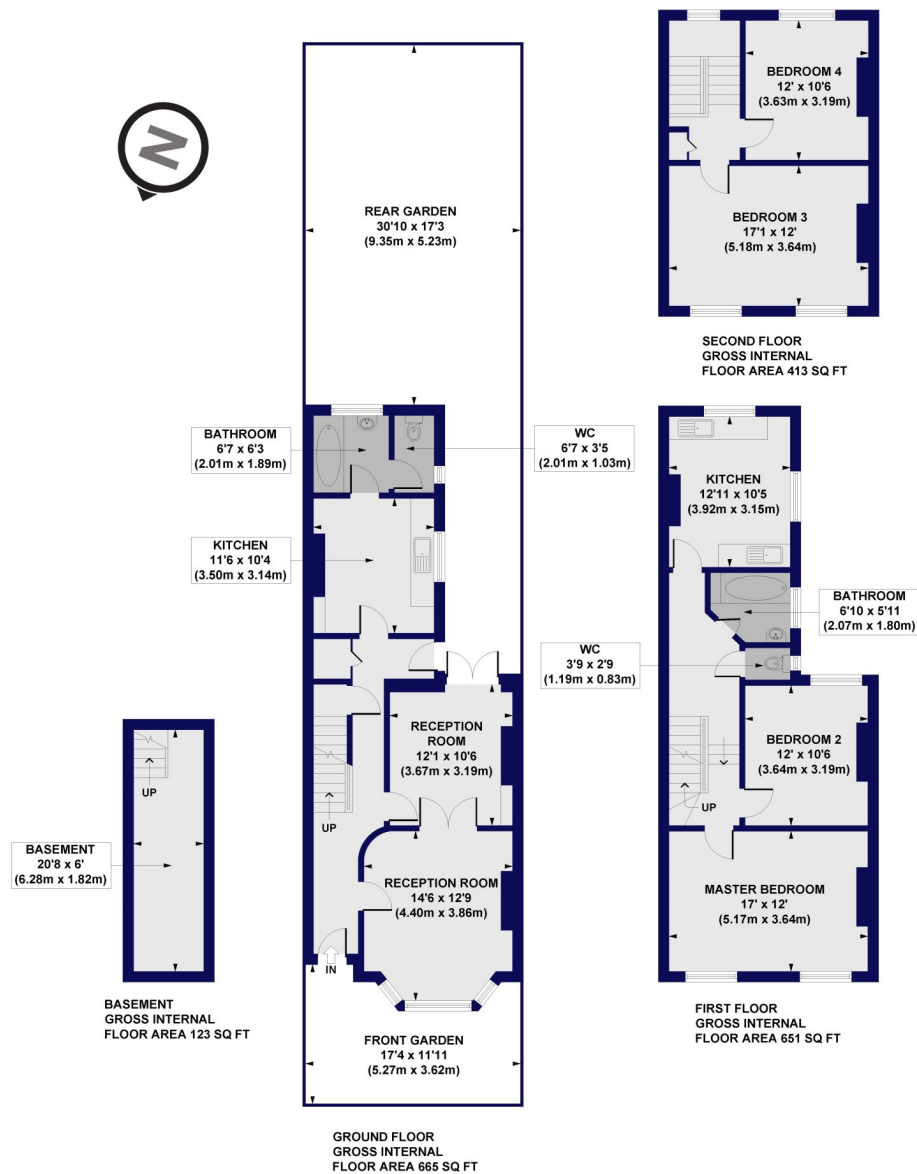 N
REAR GARDEN
30'10 x 17'3
(9.35m x 5.23m)
BEDROOM 4
12' x 10'6
(3.63m x 3.19m)
BEDROOM 3
17'1 x 12'
(5.18m x 3.64m)
SECOND FLOOR
GROSS INTERNAL
FLOOR AREA 413 SQ FT
BATHROOM
6'7 x 6'3
(2.01m x 1.89m)
WC
6'7 x 3'5
(2.01m x 1.03m)
KITCHEN
11'6 x 10'4
(3.50m x 3.14m)
KITCHEN
12'11 x 10'5
(3.92m x 3.15m)
BATHROOM
6'10 x 5'11
(2.07m x 1.80m)
WC
3'9 x 2'9
(1.19m x 0.83m)
RECEPTION
ROOM
12'1 x 10'6
(3.67m x 3.19m)
BEDROOM 2
12' x 10'6
(3.64m x 3.19m)
UP
UP
UP
BASEMENT
20'8 x 6'
(6.28m x 1.82m)
RECEPTION ROOM
14'6 x 12'9
(4.40m x 3.86m)
MASTER BEDROOM
17' x 12'
(5.17m x 3.64m)
IN
BASEMENT
GROSS INTERNAL
FLOOR AREA 123 SQ FT
FRONT GARDEN
17'4 x 11'11
(5.27m x 3.62m)
FIRST FLOOR
GROSS INTERNAL
FLOOR AREA 651 SQ FT
GROUND FLOOR
GROSS INTERNAL
FLOOR AREA 665 SQ FT